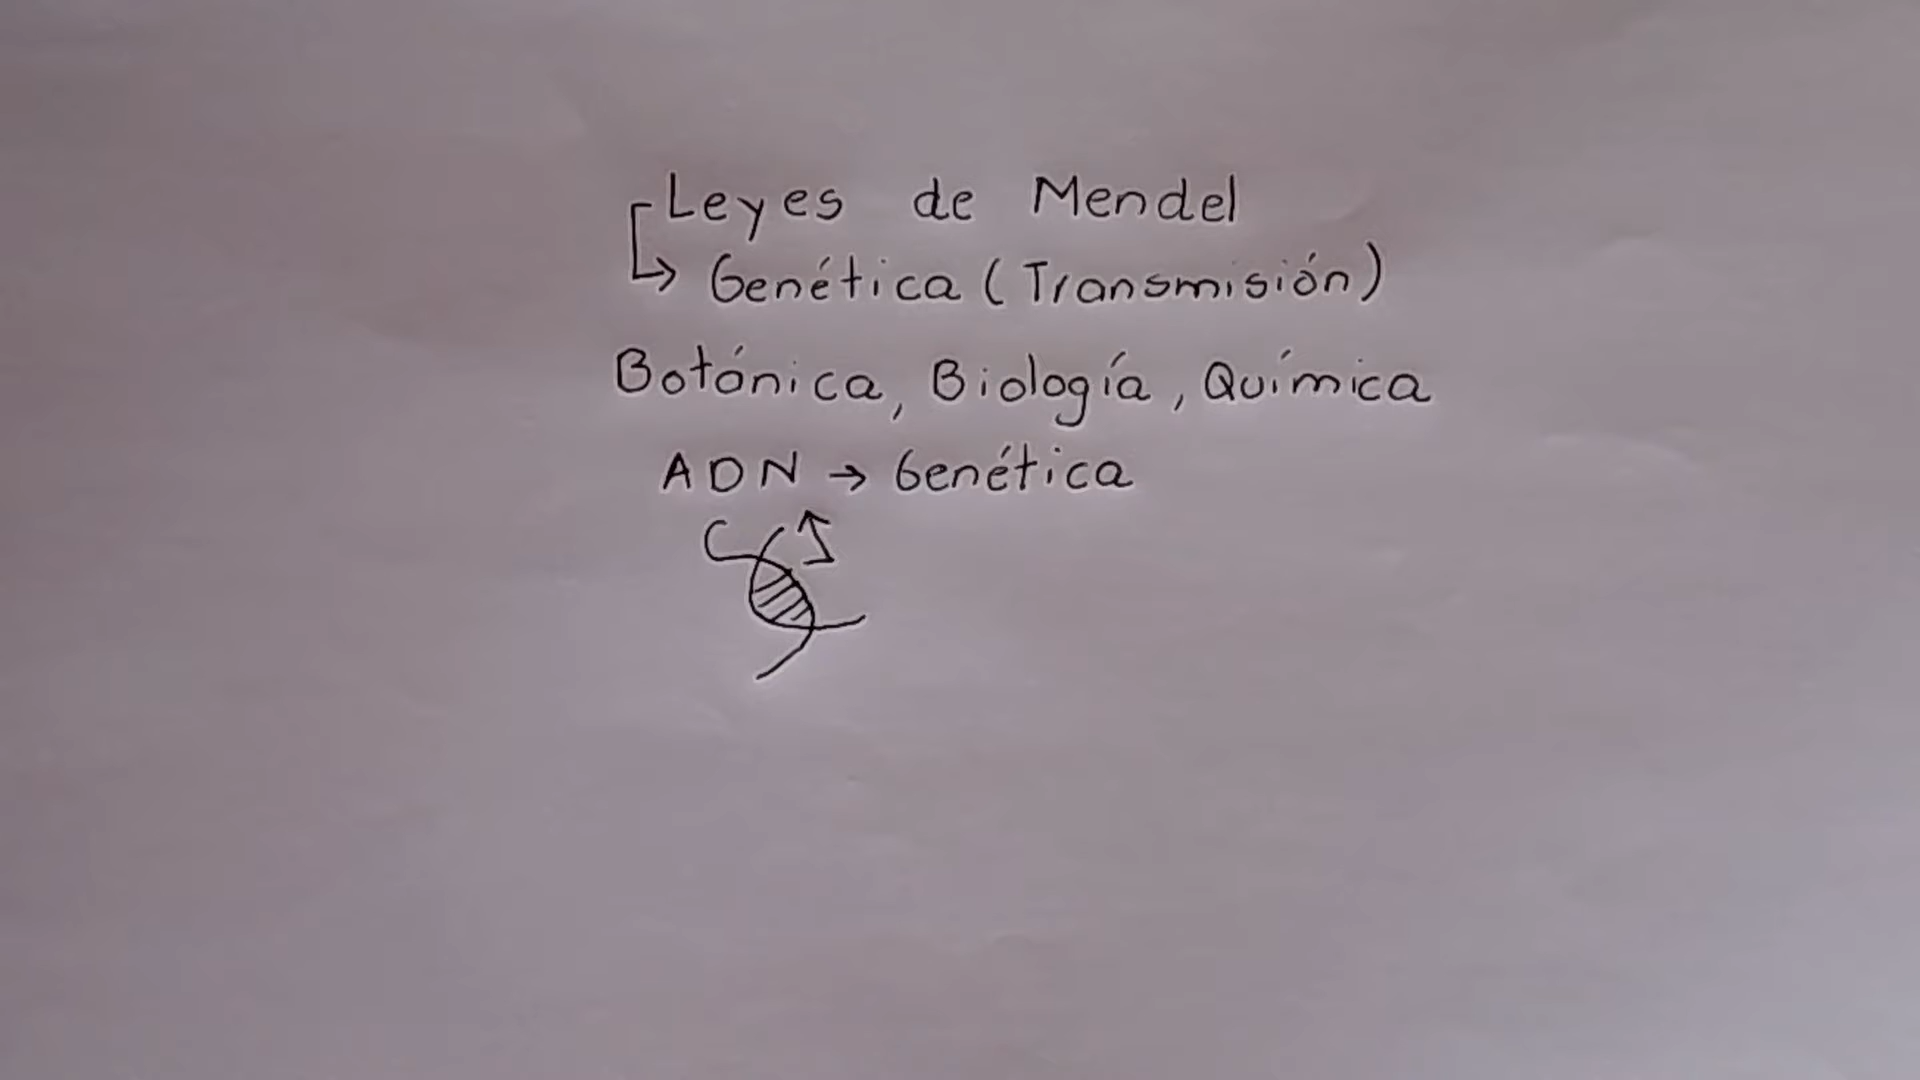 Leyes de Mendel
→ Genética (Transmisión)
Botánica, Biología, Química
ADN → Genética